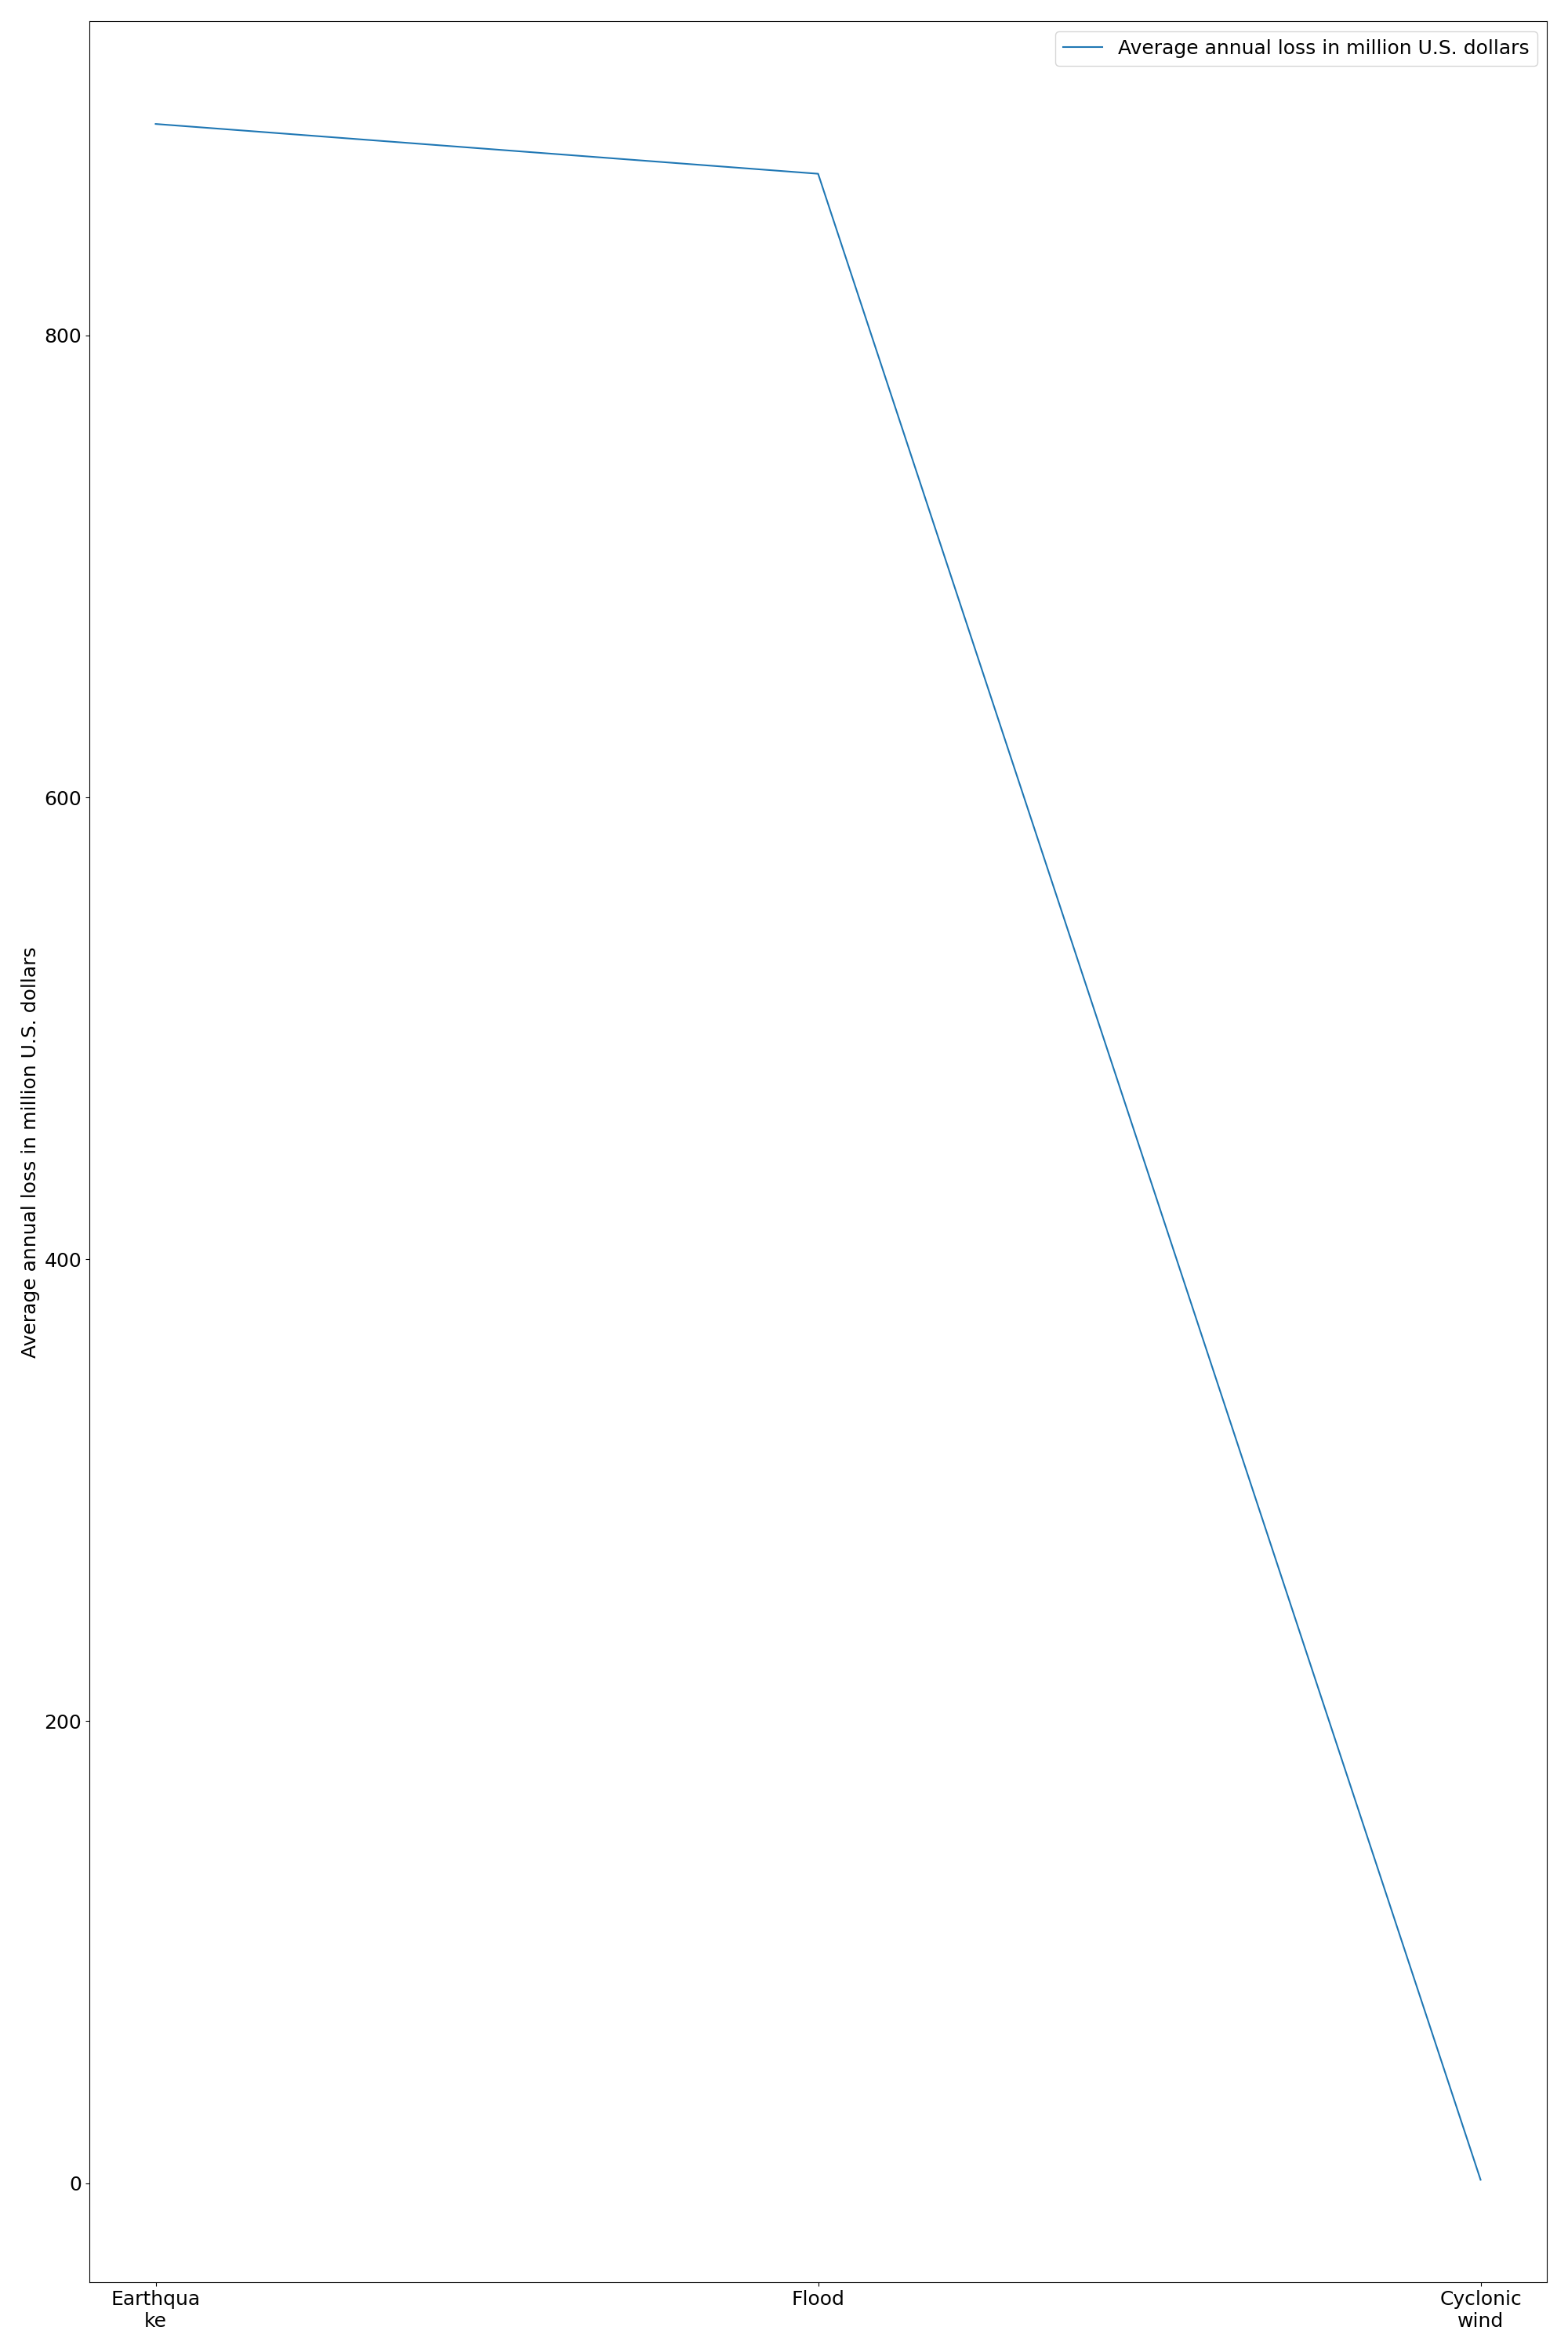 Average annual loss in million U.S. dollars
800
600
400
200
0
Average annual loss in million U.S. dollars
Earthqua
ke
Flood
Cyclonic
wind